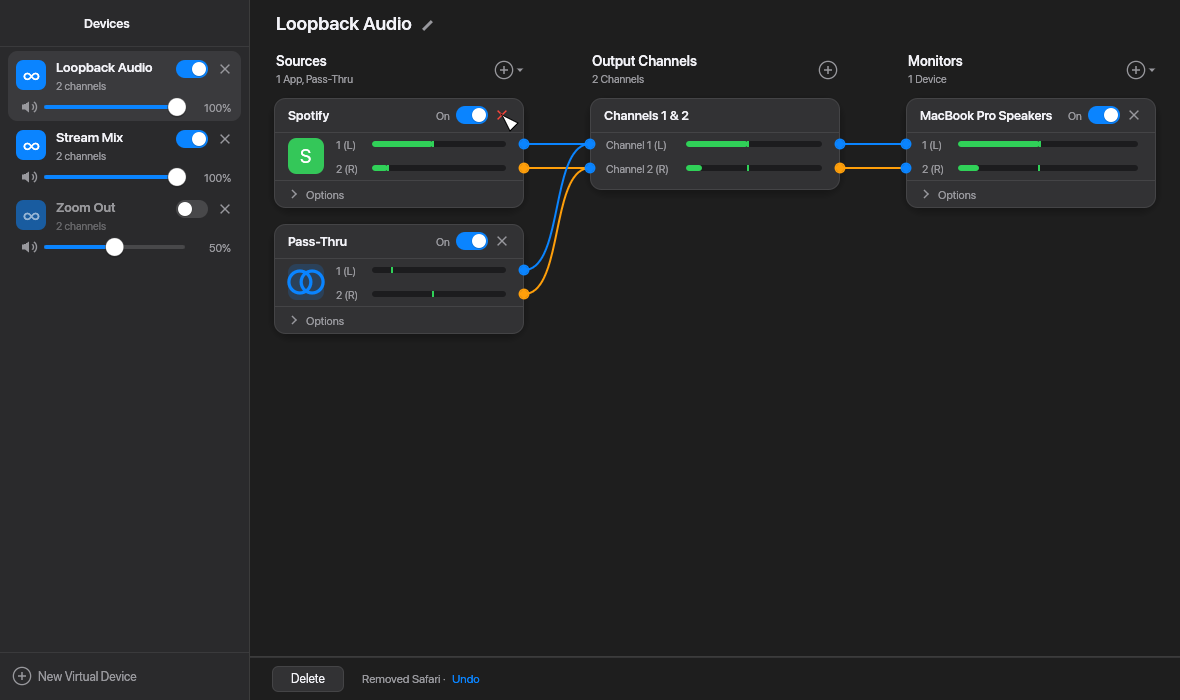 Devices
Loopback Audio
2 channels
100%
Stream Mix
2 channels
100%
Zoom Out
2 channels
50%
New Virtual Device
Loopback Audio
Sources
1 App, Pass-Thru
Spotify On
S
1 (L)
2 (R)
Options
Pass-Thru On
1 (L)
2 (R)
Options
Output Channels
2 Channels
Channels 1 & 2
Channel 1 (L)
Channel 2 (R)
Monitors
1 Device
MacBook Pro Speakers On
1 (L)
2 (R)
Options
Delete Removed Safari · Undo